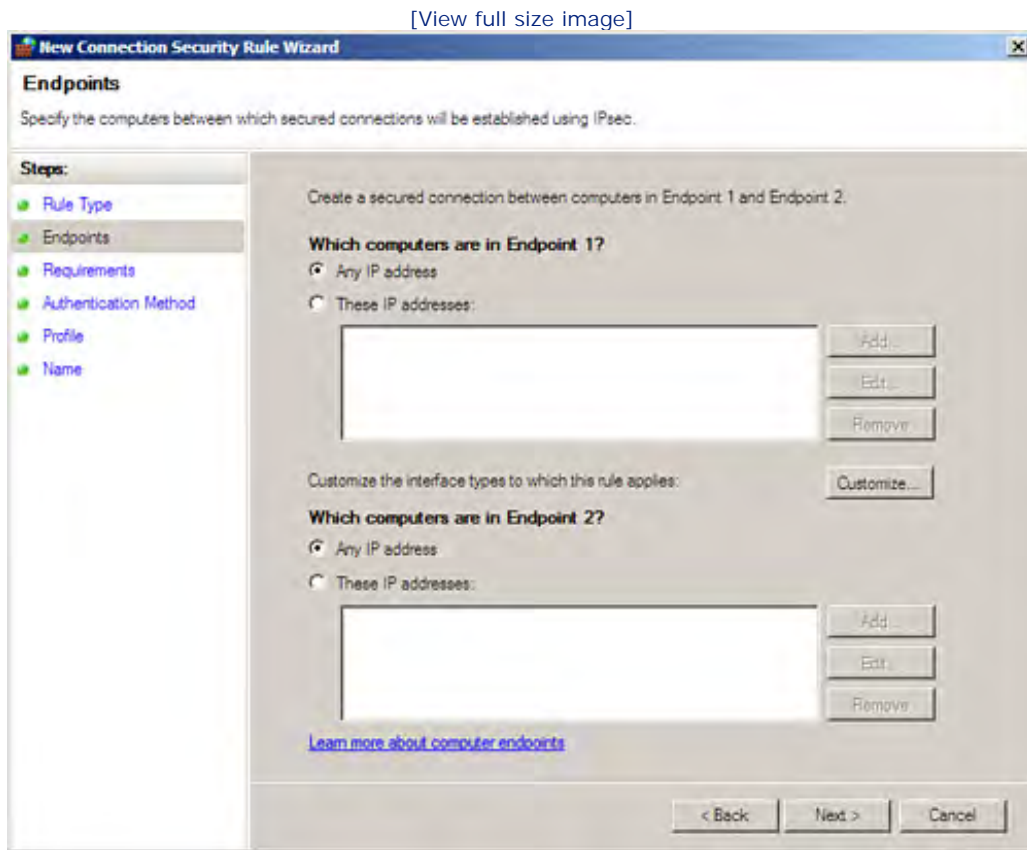 [View full size image]
New Connection Security Rule Wizard
Endpoints
Specify the computers between which secured connections will be established using IPsec.
Steps:
Rule Type
Endpoints
Requirements
Authentication Method
Profile
Name
Create a secured connection between computers in Endpoint 1 and Endpoint 2.
Which computers are in Endpoint 1?
Any IP address
These IP addresses:
Add...
Edit...
Remove
Customize the interface types to which this rule applies:
Customize...
Which computers are in Endpoint 2?
Any IP address
These IP addresses:
Add...
Edit...
Remove
Learn more about computer endpoints
< Back
Next >
Cancel